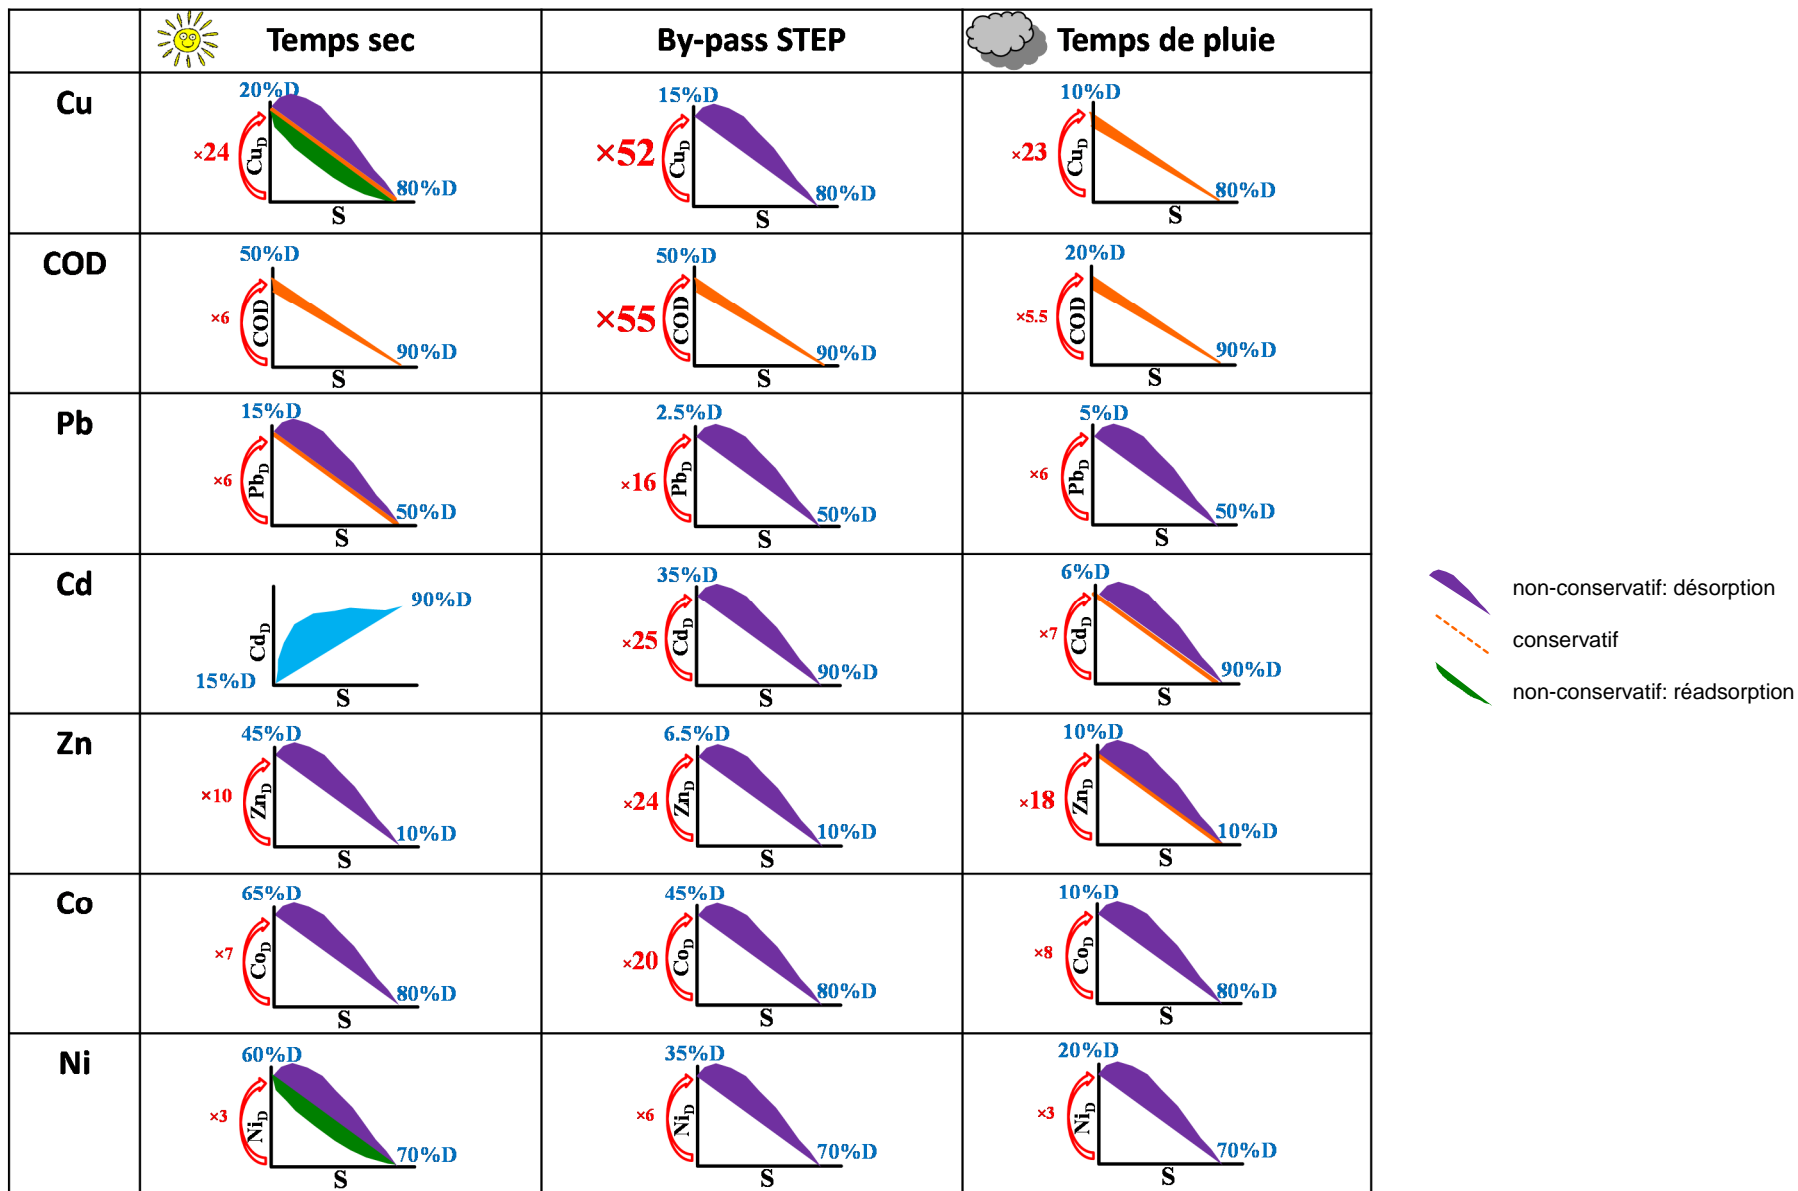 Temps sec
By-pass STEP
Temps de pluie
Cu
20%D
×24
CuD
80%D
S
15%D
×52
CuD
80%D
S
10%D
×23
CuD
80%D
S
COD
50%D
×6
COD
90%D
S
50%D
×55
COD
90%D
S
20%D
×5.5
COD
90%D
S
Pb
15%D
×6
PbD
50%D
S
2.5%D
×16
PbD
50%D
S
5%D
×6
PbD
50%D
S
Cd
90%D
CdD
15%D
S
35%D
×25
CdD
90%D
S
6%D
×7
CdD
90%D
S
Zn
45%D
×10
ZnD
10%D
S
6.5%D
×24
ZnD
10%D
S
10%D
×18
ZnD
10%D
S
Co
65%D
×7
CoD
80%D
S
45%D
×20
CoD
80%D
S
10%D
×8
CoD
80%D
S
Ni
60%D
×3
NiD
70%D
S
35%D
×6
NiD
70%D
S
20%D
×3
NiD
70%D
S
non-conservatif: désorption
conservatif
non-conservatif: réadsorption